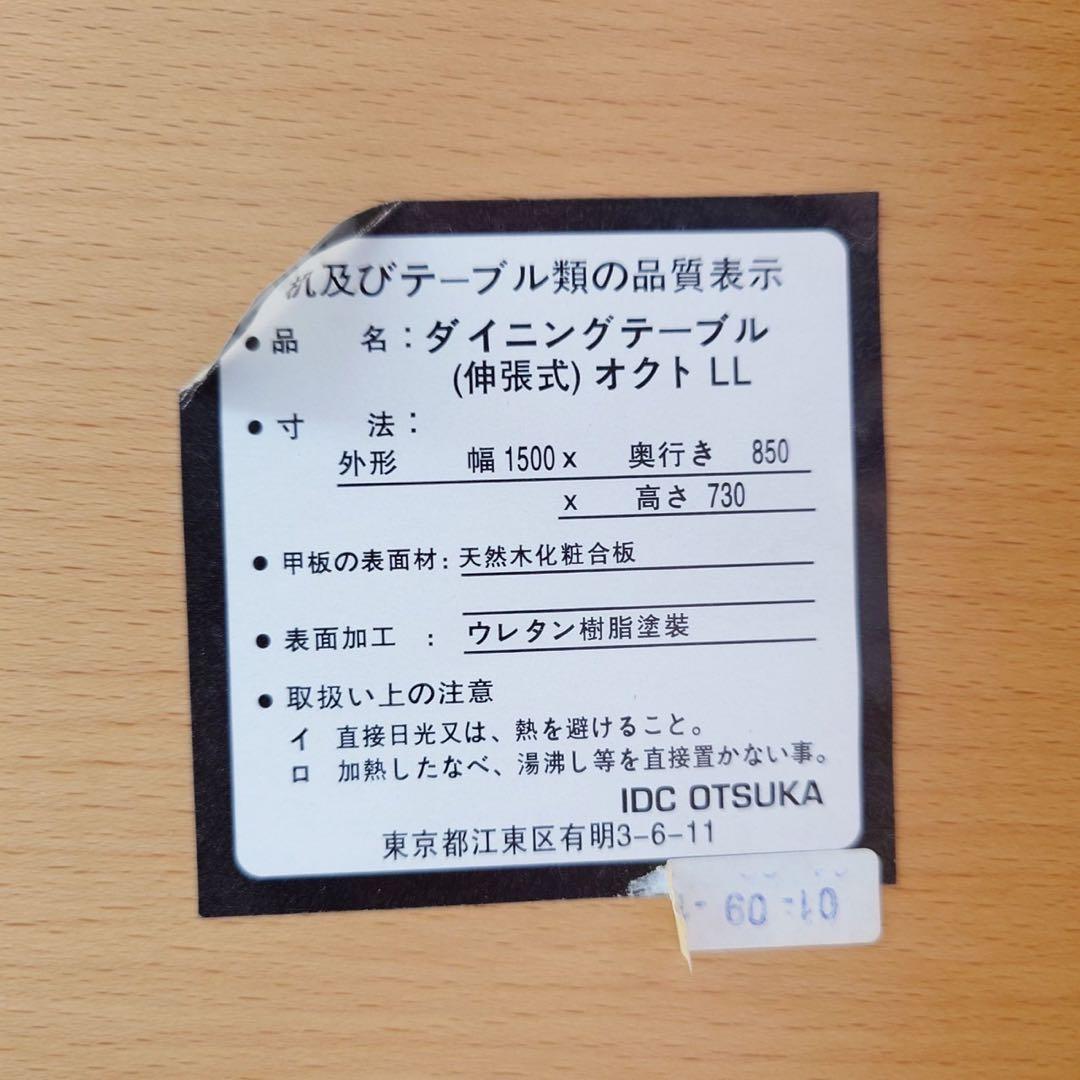 机及びテーブル類の品質表示
● 品 名：ダイニングテーブル
(伸張式) オクト LL
● 寸 法：
外形 幅 1500 x 奥行き 850
x 高さ 730
● 甲板の表面材：天然木化粧合板
● 表面加工 ： ウレタン樹脂塗装
● 取扱い上の注意
イ 直接日光又は、熱を避けること。
ロ 加熱したなべ、湯沸し等を直接置かない事。
IDC OTSUKA
東京都江東区有明3-6-11